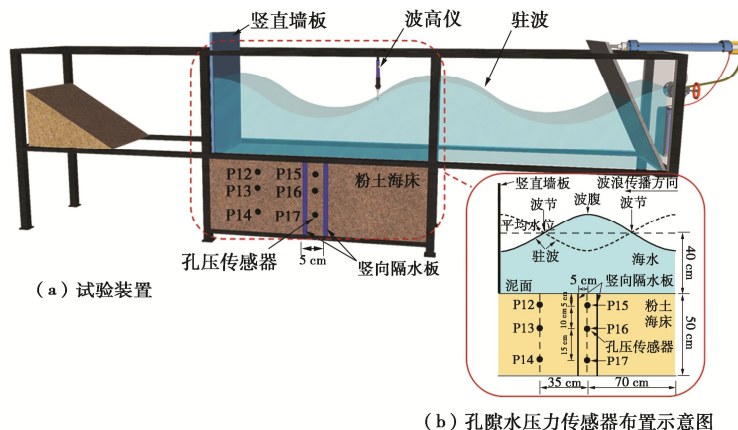 竖直墙板
波高仪
驻波
P12
P15
P13
P16
P14
P17
粉土海床
孔压传感器
5 cm
竖向隔水板
(a)试验装置
竖直墙板
波浪传播方向
波节
波腹
波节
平均水位
驻波
海水
40 cm
泥面
5 cm
竖向隔水板
P12
5 cm
P15
粉土
海床
10 cm
P13
P16
50 cm
孔压传感器
15 cm
P14
P17
35 cm
70 cm
(b)孔隙水压力传感器布置示意图